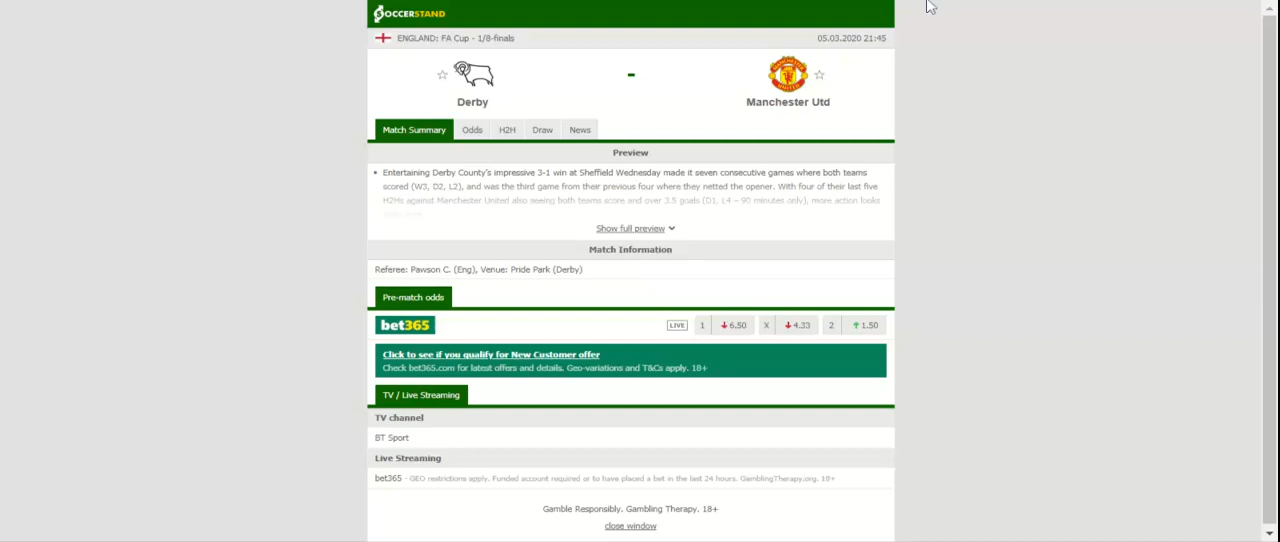 SOCCERSTAND
ENGLAND: FA Cup - 1/8-finals 05.03.2020 21:45
-
Derby Manchester Utd
Match Summary Odds H2H Draw News
Preview
• Entertaining Derby County's impressive 3-1 win at Sheffield Wednesday made it seven consecutive games where both teams
scored (W3, D2, L2), and was the third game from their previous four where they netted the opener. With four of their last five
H2Hs against Manchester United also seeing both teams score and over 3.5 goals (D1, L4 – 90 minutes only), more action looks
Show full preview
Match Information
Referee: Pawson C. (Eng), Venue: Pride Park (Derby)
Pre-match odds
bet365 LIVE 1 6.50 X 4.33 2 1.50
Click to see if you qualify for New Customer offer
Check bet365.com for latest offers and details. Geo-variations and T&Cs apply. 18+
TV / Live Streaming
TV channel
BT Sport
Live Streaming
bet365 - GEO restrictions apply. Funded account required or to have placed a bet in the last 24 hours. GamblingTherapy.org. 18+
Gamble Responsibly. Gambling Therapy. 18+
close window